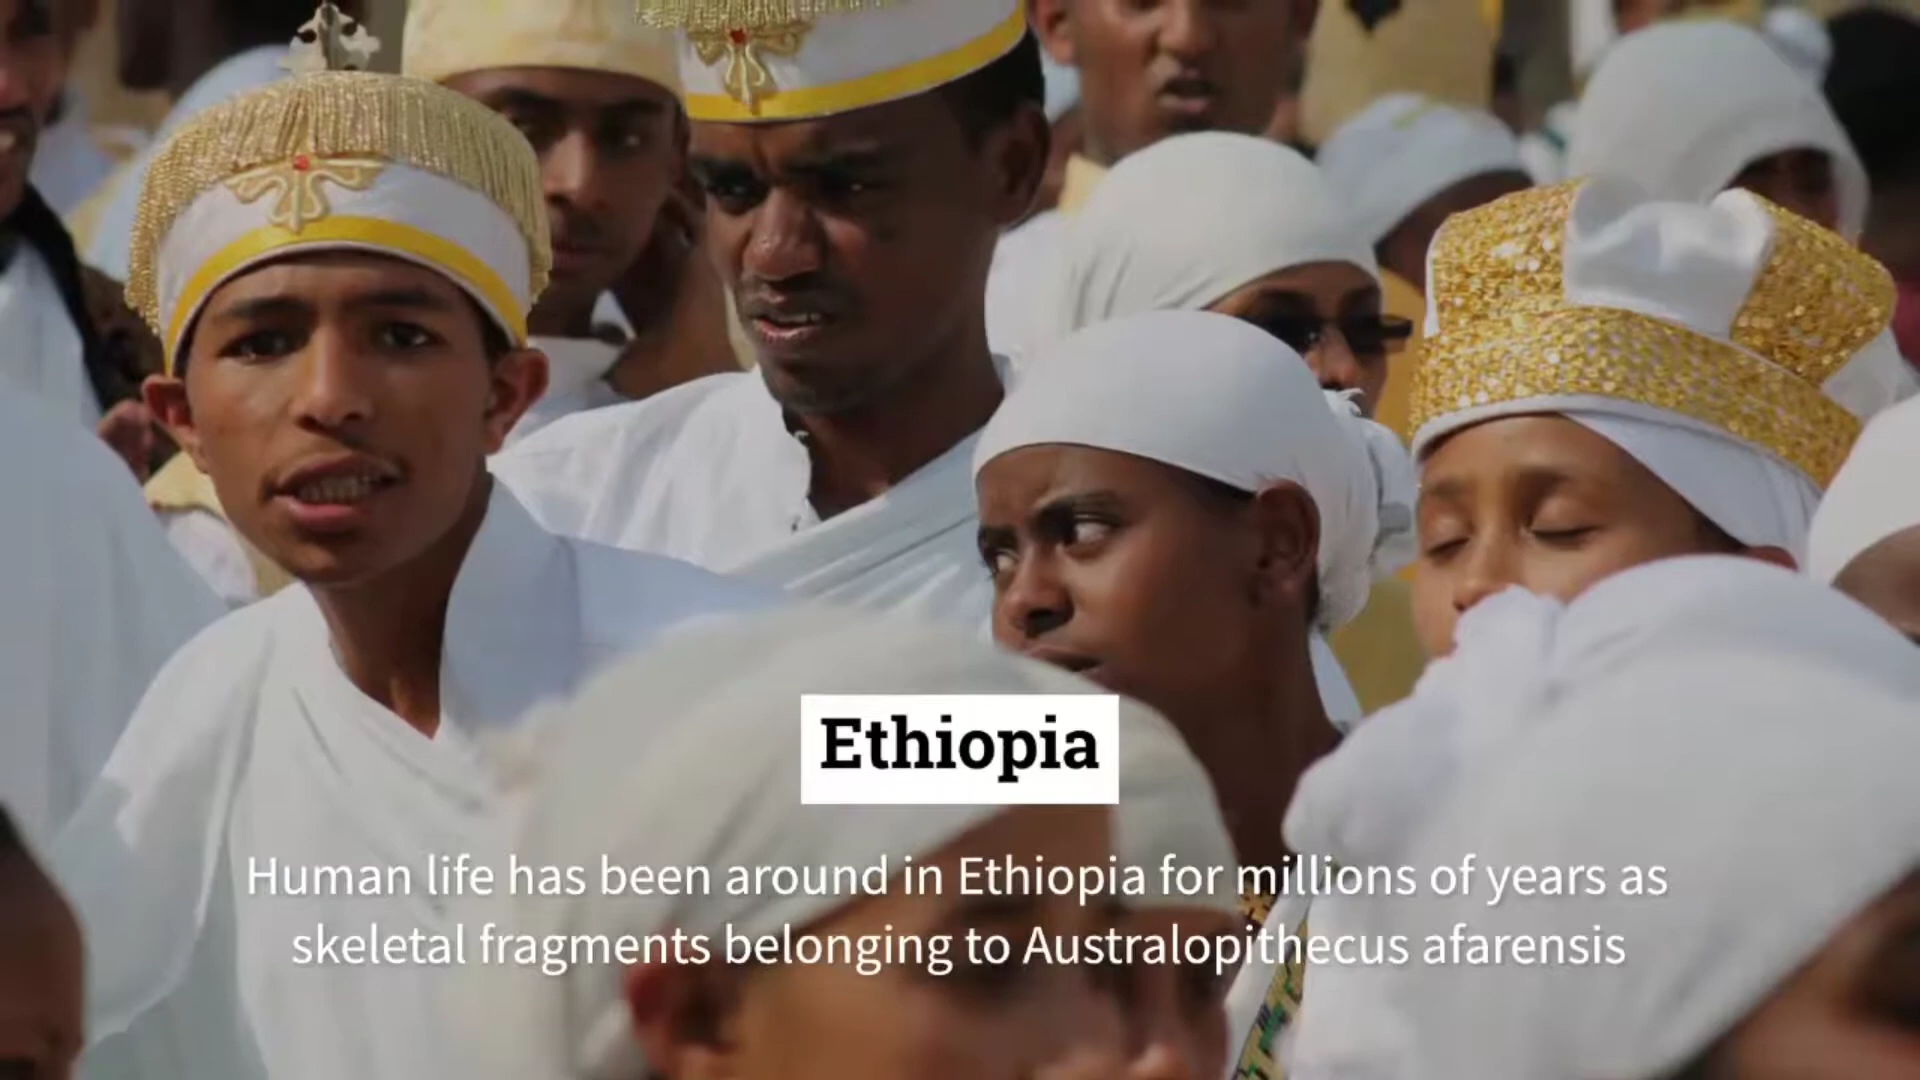 Ethiopia
Human life has been around in Ethiopia for millions of years as
skeletal fragments belonging to Australopithecus afarensis